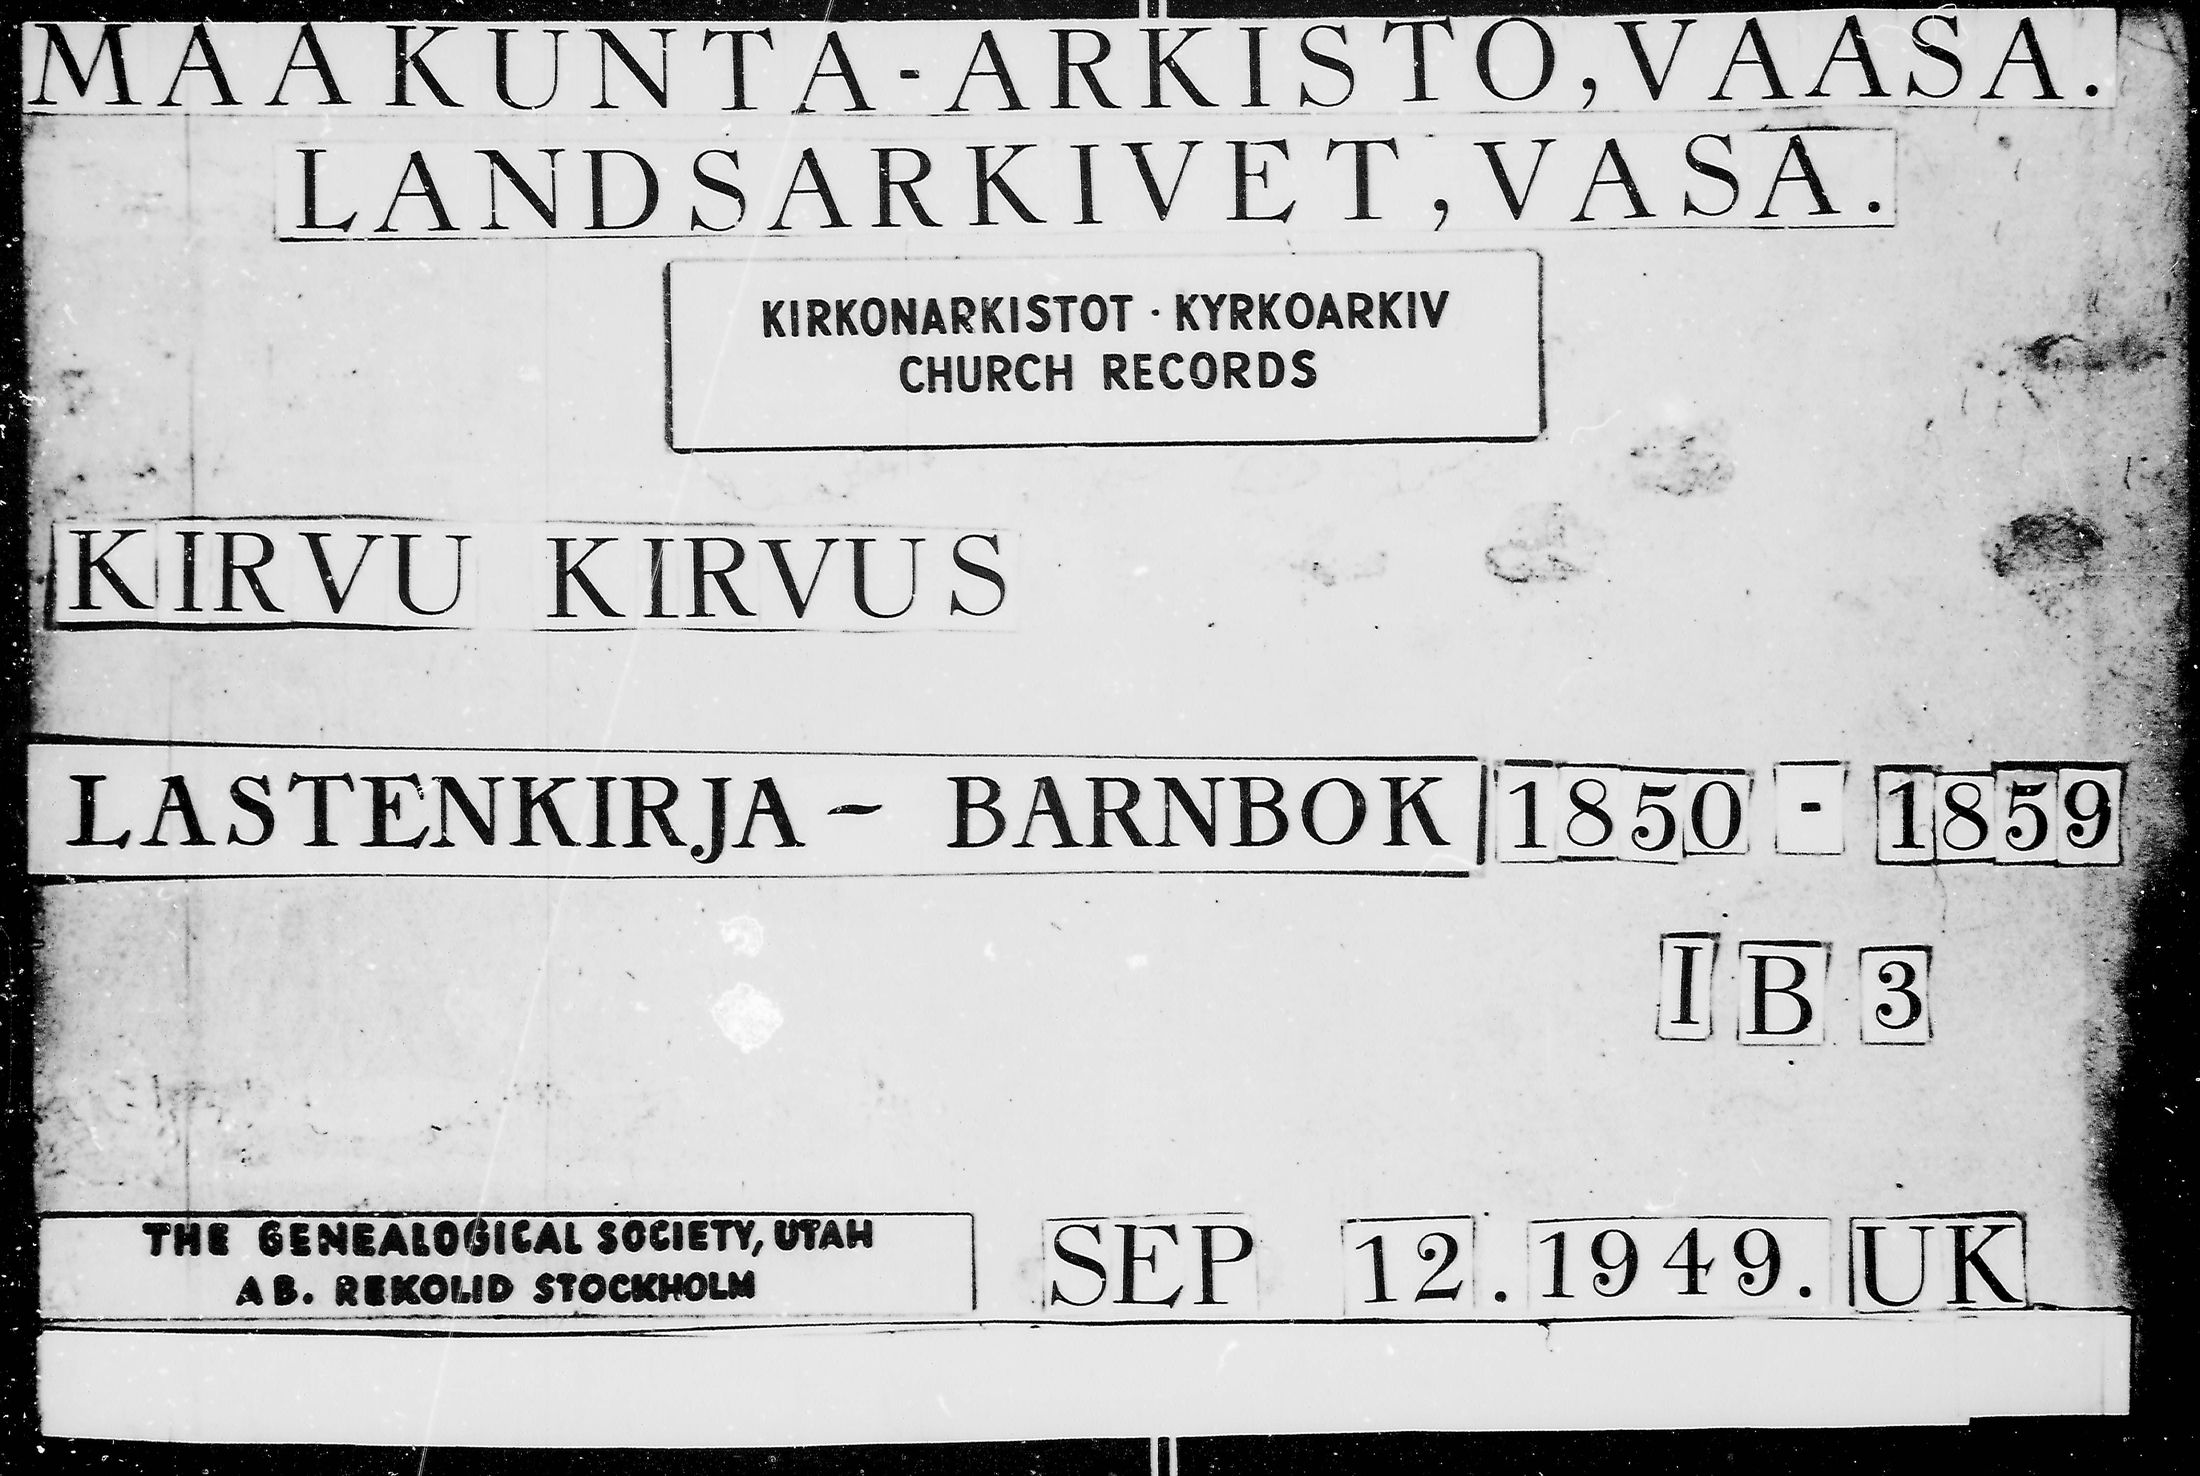 MAAKUNTA-ARKISTO, VAASA.
LANDSARKIVET, VASA.
KIRKONARKISTOT · KYRKOARKIV
CHURCH RECORDS
KIRVU KIRVUS
LASTENKIRJA - BARNBOK 1850 - 1859
I B 3
THE GENEALOGICAL SOCIETY, UTAH
AB. REKOLID STOCKHOLM
SEP 12. 1949. UK